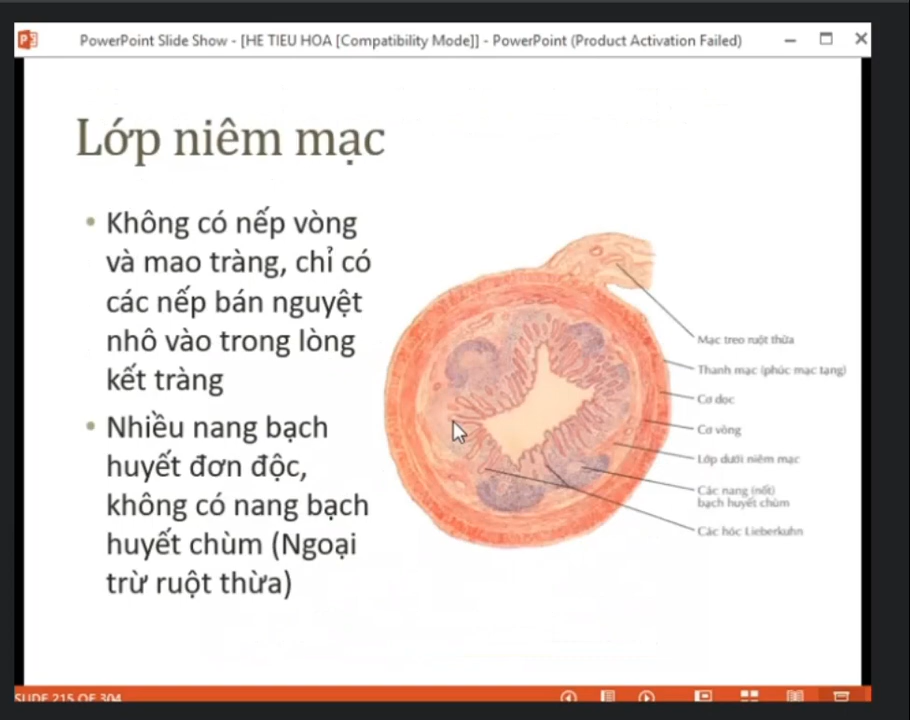 PowerPoint Slide Show - [HE TIEU HOA [Compatibility Mode]] - PowerPoint (Product Activation Failed)
Lớp niêm mạc
• Không có nếp vòng
và mao tràng, chỉ có
các nếp bán nguyệt
nhô vào trong lòng
kết tràng
• Nhiều nang bạch
huyết đơn độc,
không có nang bạch
huyết chùm (Ngoại
trừ ruột thừa)
Mạc treo ruột thừa
Thanh mạc (phúc mạc tạng)
Cơ dọc
Cơ vòng
Lớp dưới niêm mạc
Các nang (nốt)
bạch huyết chùm
Các hốc Lieberkuhn
SLIDE 215 OF 304